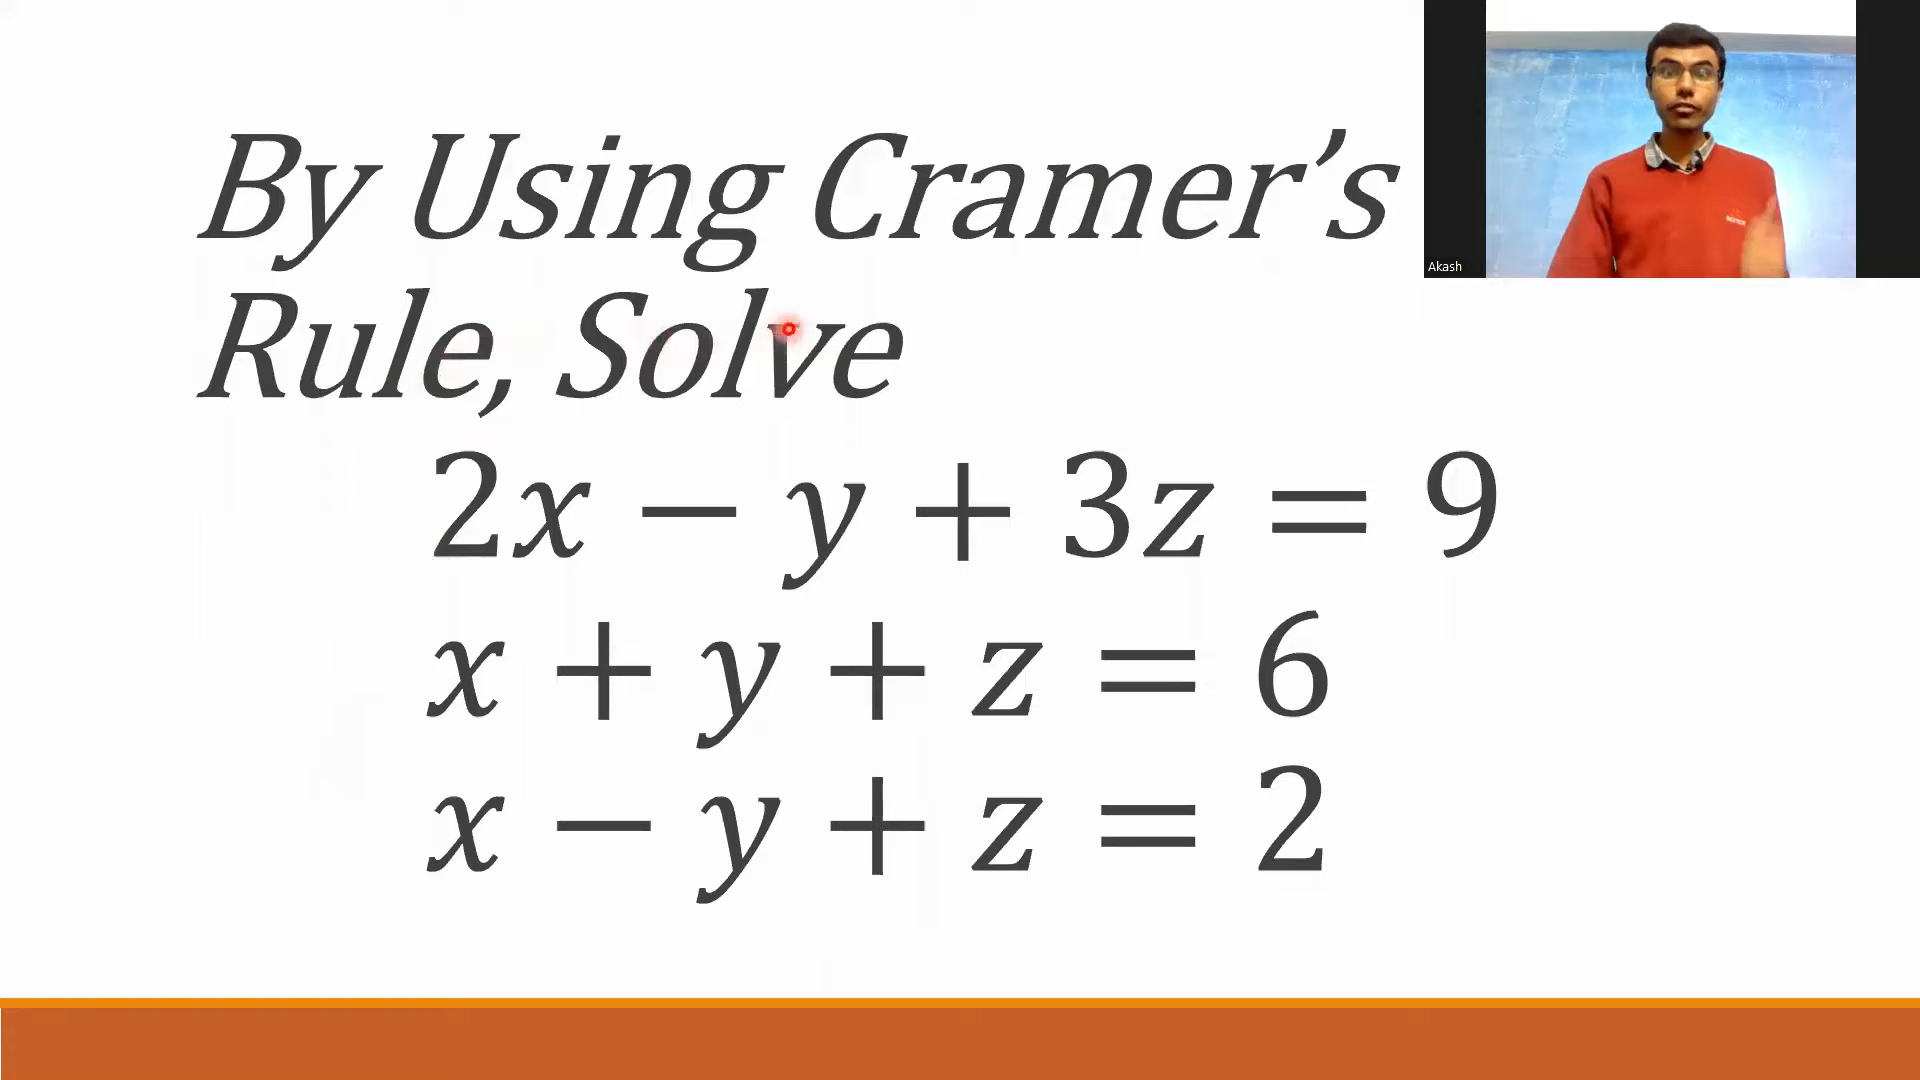 By Using Cramer’s
Rule, Solve
2x − y + 3z = 9
x + y + z = 6
x − y + z = 2
Akash